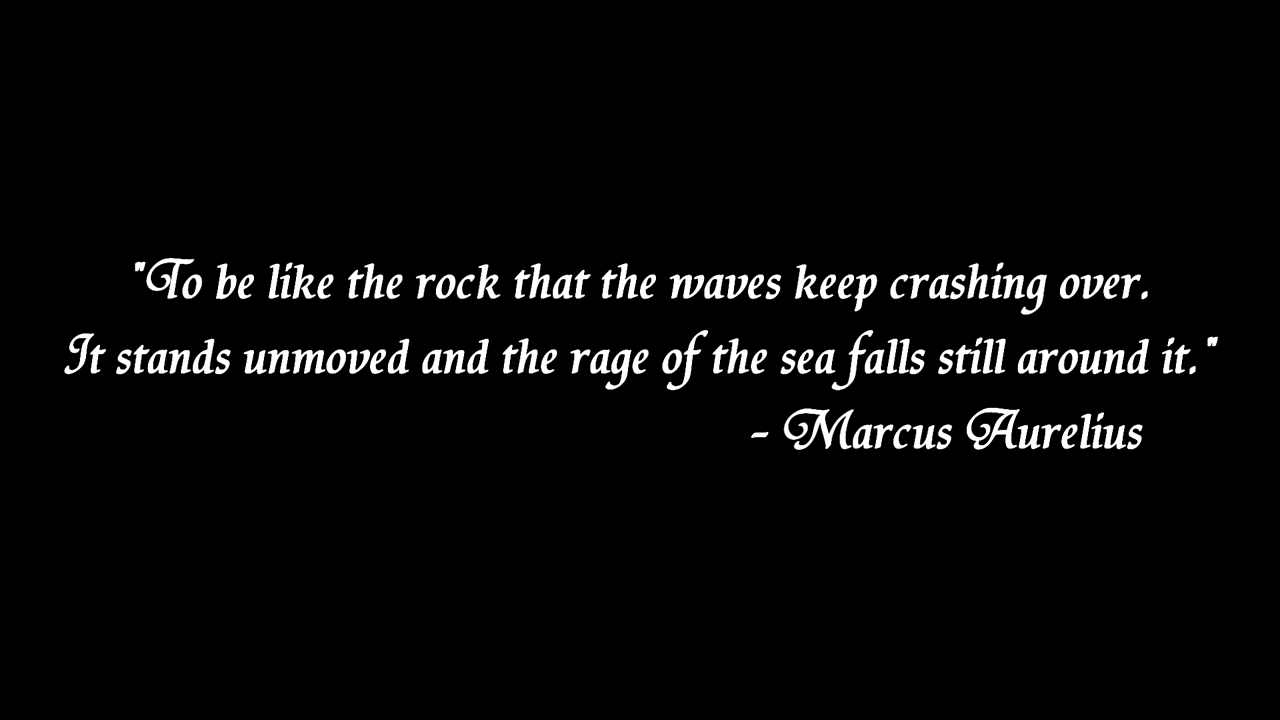 "To be like the rock that the waves keep crashing over.
It stands unmoved and the rage of the sea falls still around it."
- Marcus Aurelius